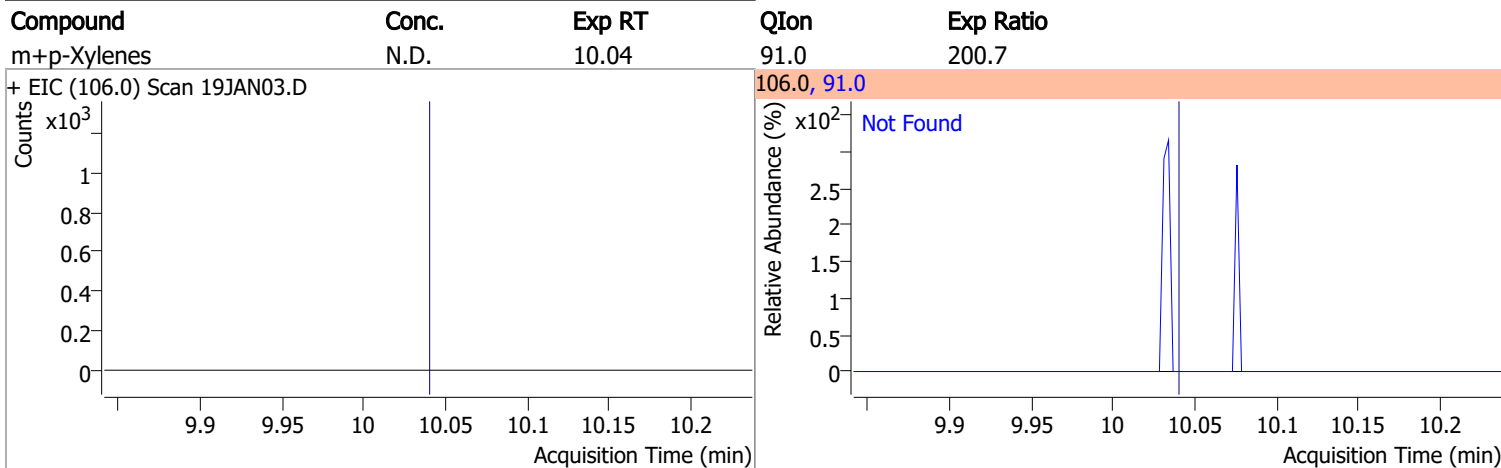 Compound Conc. Exp RT QIon Exp Ratio
m+p-Xylenes N.D. 10.04 91.0 200.7
+ EIC (106.0) Scan 19JAN03.D
Counts
x10³
1
0.8
0.6
0.4
0.2
0
9.9 9.95 10 10.05 10.1 10.15 10.2
Acquisition Time (min)
106.0, 91.0
Relative Abundance (%)
x10²
Not Found
2.5
2
1.5
1
0.5
0
9.9 9.95 10 10.05 10.1 10.15 10.2
Acquisition Time (min)